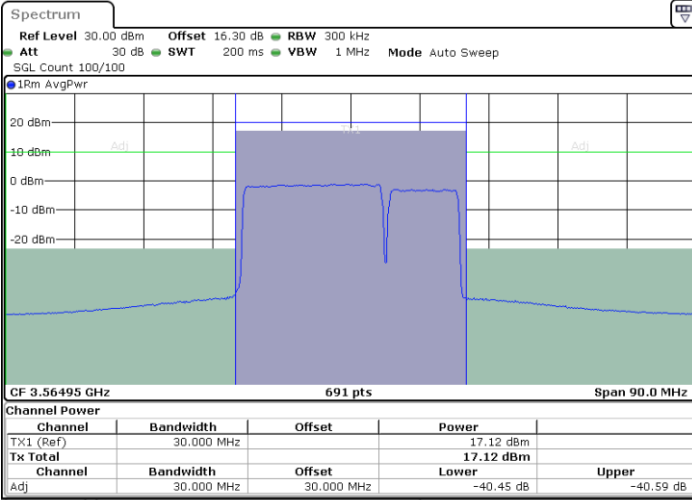 Spectrum
Ref Level 30.00 dBm Offset 16.30 dB RBW 300 kHz
Att 30 dB SWT 200 ms VBW 1 MHz Mode Auto Sweep
SGL Count 100/100
1Rm AvgPwr
20 dBm
TX1
Adj Adj
10 dBm
0 dBm
-10 dBm
-20 dBm
CF 3.56495 GHz 691 pts Span 90.0 MHz
Channel Power
Channel Bandwidth Offset Power
TX1 (Ref) 30.000 MHz 17.12 dBm
Tx Total 17.12 dBm
Channel Bandwidth Offset Lower Upper
Adj 30.000 MHz 30.000 MHz -40.45 dB -40.59 dB